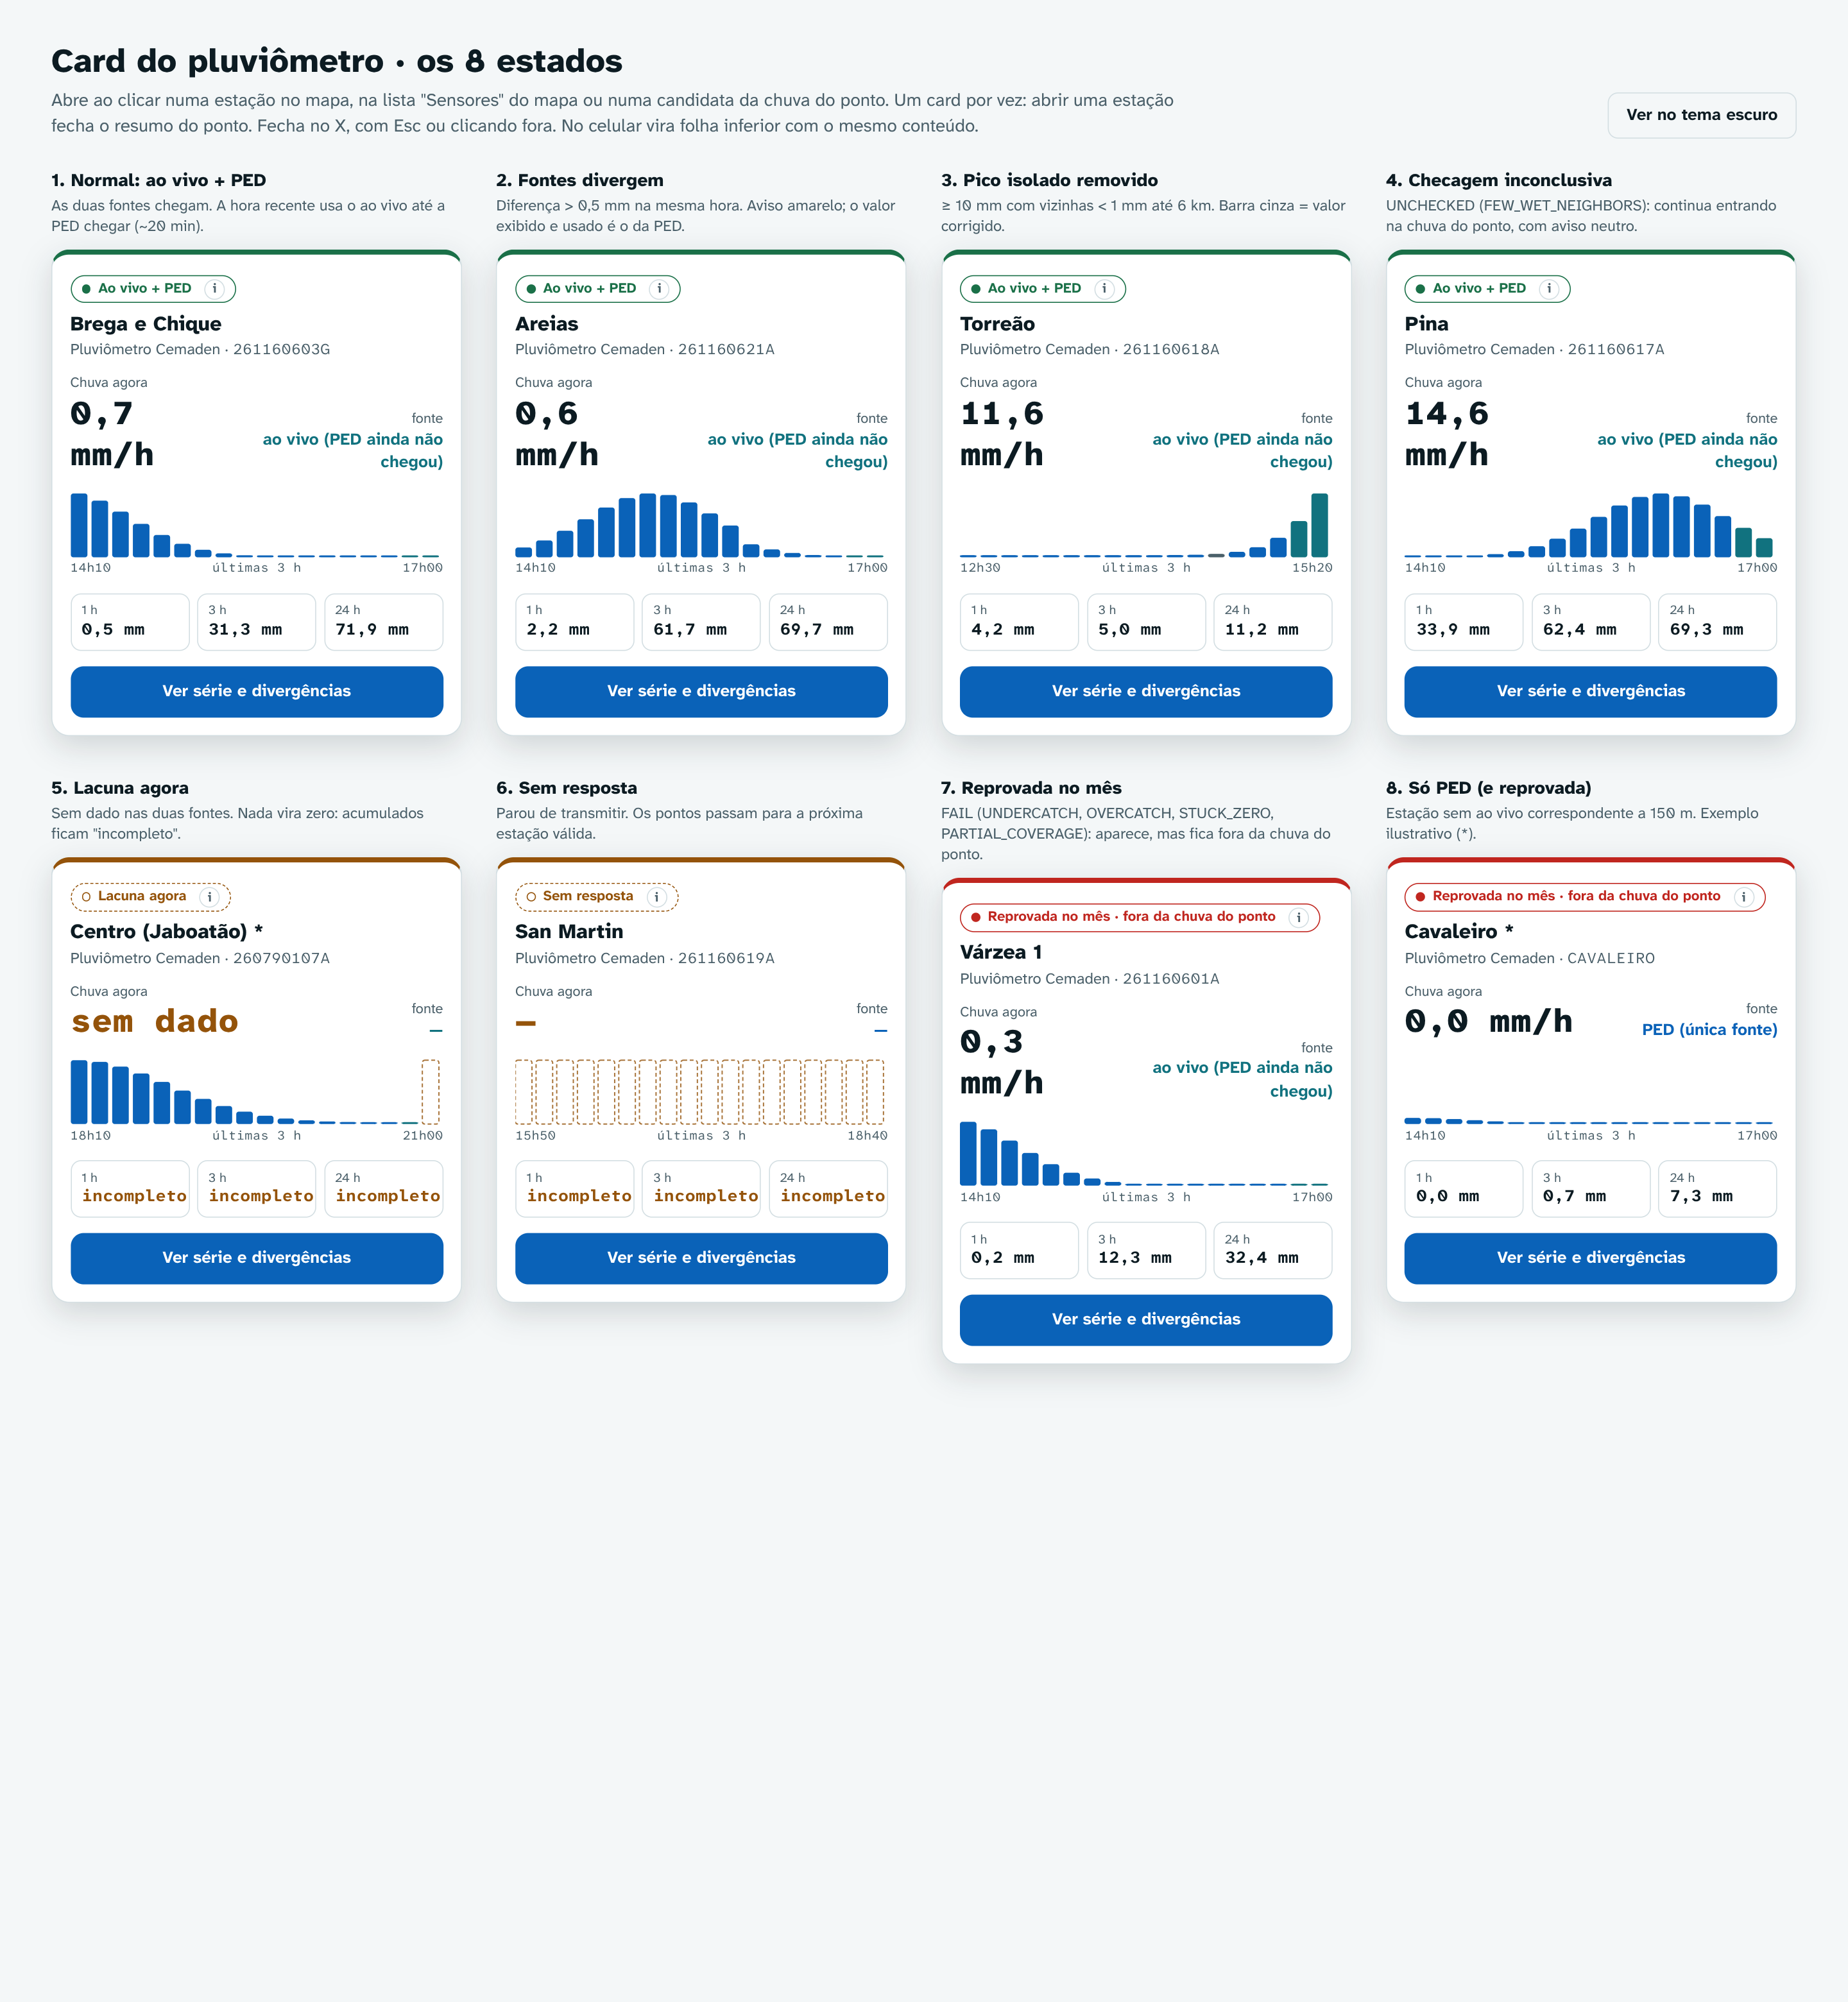 Card do pluviômetro · os 8 estados
Abre ao clicar numa estação no mapa, na lista "Sensores" do mapa ou numa candidata da chuva do ponto. Um card por vez: abrir uma estação
fecha o resumo do ponto. Fecha no X, com Esc ou clicando fora. No celular vira folha inferior com o mesmo conteúdo.
Ver no tema escuro
1. Normal: ao vivo + PED
As duas fontes chegam. A hora recente usa o ao vivo até a
PED chegar (~20 min).
Ao vivo + PED i
Brega e Chique
Pluviômetro Cemaden · 261160603G
Chuva agora
0,7
mm/h
fonte
ao vivo (PED ainda não
chegou)
14h10 últimas 3 h 17h00
1 h 3 h 24 h
0,5 mm 31,3 mm 71,9 mm
Ver série e divergências
2. Fontes divergem
Diferença > 0,5 mm na mesma hora. Aviso amarelo; o valor
exibido e usado é o da PED.
Ao vivo + PED i
Areias
Pluviômetro Cemaden · 261160621A
Chuva agora
0,6
mm/h
fonte
ao vivo (PED ainda não
chegou)
14h10 últimas 3 h 17h00
1 h 3 h 24 h
2,2 mm 61,7 mm 69,7 mm
Ver série e divergências
3. Pico isolado removido
≥ 10 mm com vizinhas < 1 mm até 6 km. Barra cinza = valor
corrigido.
Ao vivo + PED i
Torreão
Pluviômetro Cemaden · 261160618A
Chuva agora
11,6
mm/h
fonte
ao vivo (PED ainda não
chegou)
12h30 últimas 3 h 15h20
1 h 3 h 24 h
4,2 mm 5,0 mm 11,2 mm
Ver série e divergências
4. Checagem inconclusiva
UNCHECKED (FEW_WET_NEIGHBORS): continua entrando
na chuva do ponto, com aviso neutro.
Ao vivo + PED i
Pina
Pluviômetro Cemaden · 261160617A
Chuva agora
14,6
mm/h
fonte
ao vivo (PED ainda não
chegou)
14h10 últimas 3 h 17h00
1 h 3 h 24 h
33,9 mm 62,4 mm 69,3 mm
Ver série e divergências
5. Lacuna agora
Sem dado nas duas fontes. Nada vira zero: acumulados
ficam "incompleto".
Lacuna agora i
Centro (Jaboatão) *
Pluviômetro Cemaden · 260790107A
Chuva agora
sem dado
fonte
—
18h10 últimas 3 h 21h00
1 h 3 h 24 h
incompleto incompleto incompleto
Ver série e divergências
6. Sem resposta
Parou de transmitir. Os pontos passam para a próxima
estação válida.
Sem resposta i
San Martin
Pluviômetro Cemaden · 261160619A
Chuva agora
—
fonte
—
15h50 últimas 3 h 18h40
1 h 3 h 24 h
incompleto incompleto incompleto
Ver série e divergências
7. Reprovada no mês
FAIL (UNDERCATCH, OVERCATCH, STUCK_ZERO,
PARTIAL_COVERAGE): aparece, mas fica fora da chuva do
ponto.
Reprovada no mês · fora da chuva do ponto i
Várzea 1
Pluviômetro Cemaden · 261160601A
Chuva agora
0,3
mm/h
fonte
ao vivo (PED ainda não
chegou)
14h10 últimas 3 h 17h00
1 h 3 h 24 h
0,2 mm 12,3 mm 32,4 mm
Ver série e divergências
8. Só PED (e reprovada)
Estação sem ao vivo correspondente a 150 m. Exemplo
ilustrativo (*).
Reprovada no mês · fora da chuva do ponto i
Cavaleiro *
Pluviômetro Cemaden · CAVALEIRO
Chuva agora
0,0 mm/h
fonte
PED (única fonte)
14h10 últimas 3 h 17h00
1 h 3 h 24 h
0,0 mm 0,7 mm 7,3 mm
Ver série e divergências